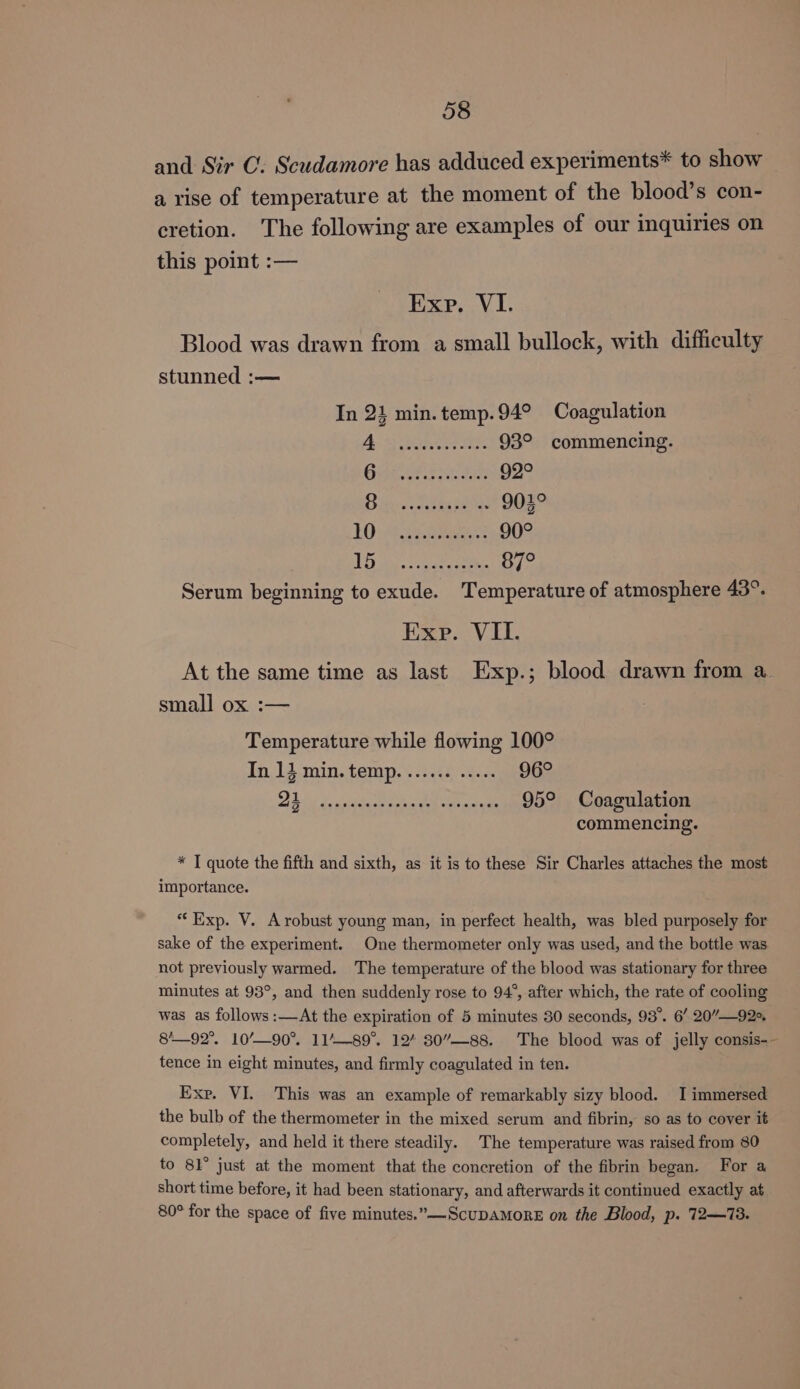 58
and Sir C. Scudamore has adduced experiments* to show
a rise of temperature at the moment of the blood's con-
cretion. The following are examples of our inquiries on
this point :—
Exp. VI.
Blood was drawn from a small bullock, with difficulty
stunned :—
In 2½ min. temp. 94° Coagulation
4 ............ 93° commencing.
6 ............ 92°
8 ......... .. 90½°
10 ............ 90°
15 ............ 87°
Serum beginning to exude. Temperature of atmosphere 43°.
Exp. VII.
At the same time as last Exp.; blood drawn from a
small ox :—
Temperature while flowing 100°
In 1½ min. temp. ...... ..... 96°
2½ ............... ........ 95° Coagulation
commencing.
* I quote the fifth and sixth, as it is to these Sir Charles attaches the most
importance.
“Exp. V. A robust young man, in perfect health, was bled purposely for
sake of the experiment. One thermometer only was used, and the bottle was
not previously warmed. The temperature of the blood was stationary for three
minutes at 93°, and then suddenly rose to 94°, after which, the rate of cooling
was as follows :—At the expiration of 5 minutes 30 seconds, 93°. 6′ 20″—92°.
8′—92°. 10′—90°. 11′—89°. 12′ 30″—88. The blood was of jelly consis-
tence in eight minutes, and firmly coagulated in ten.
Exp. VI. This was an example of remarkably sizy blood. I immersed
the bulb of the thermometer in the mixed serum and fibrin, so as to cover it
completely, and held it there steadily. The temperature was raised from 80
to 81° just at the moment that the concretion of the fibrin began. For a
short time before, it had been stationary, and afterwards it continued exactly at
80° for the space of five minutes.”—Scudamore on the Blood, p. 72—73.